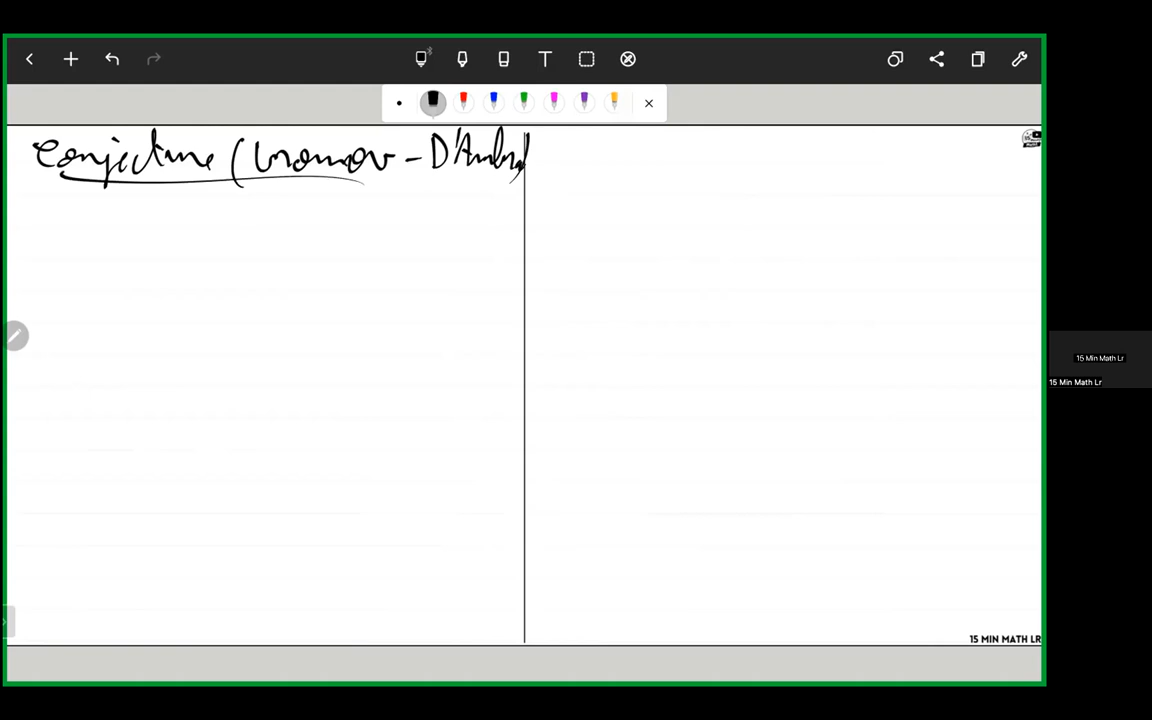 Conjecture (Gromov - D'Ambra)
15 Min Math Lr
15 Min Math Lr
15 MIN MATH LR